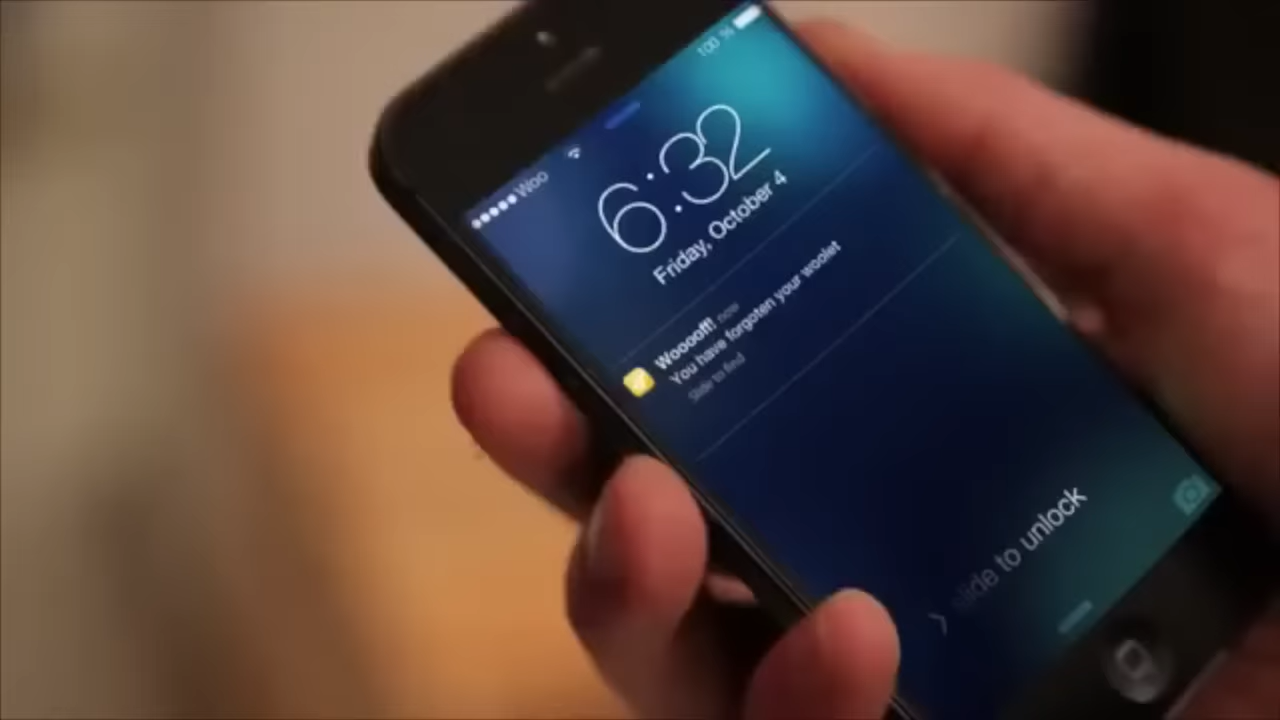 ●●●●● Woo
100 %
6:32
Friday, October 4
Wooooff! now
You have forgoten your woolet
Slide to find
slide to unlock